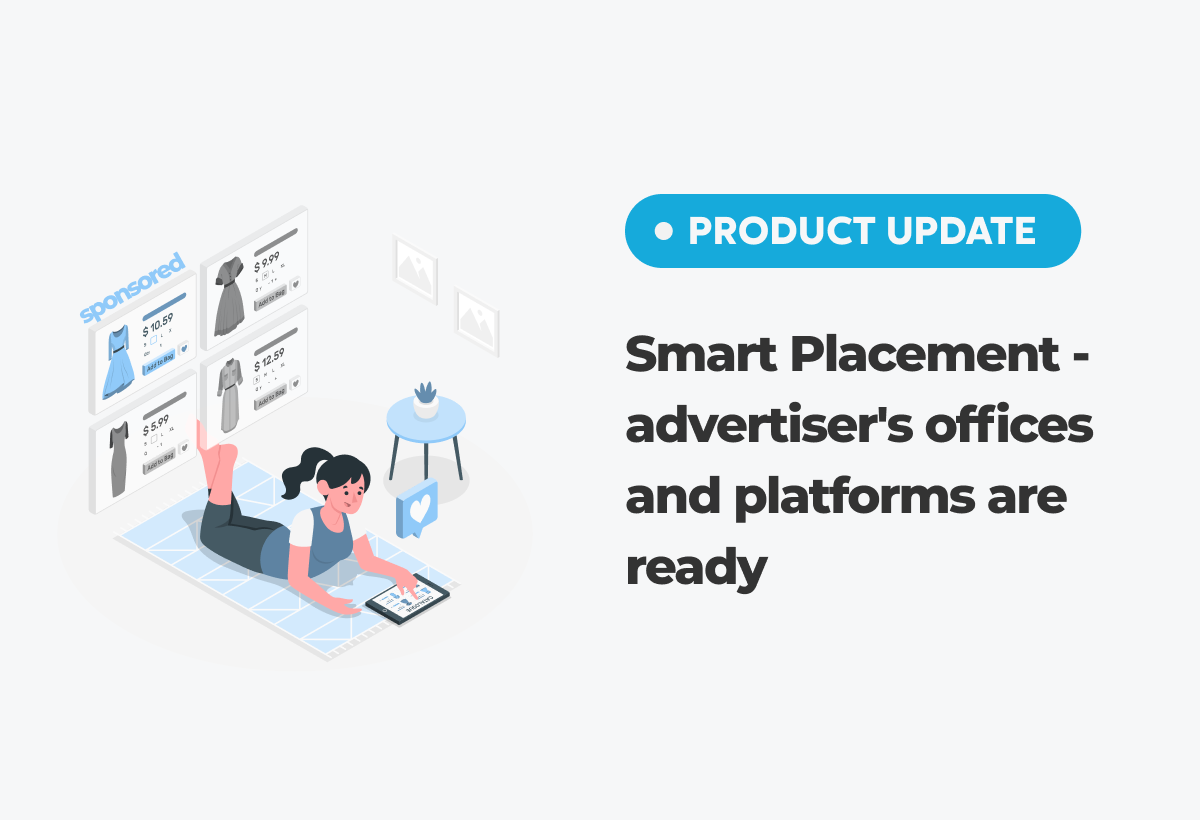 PRODUCT UPDATE
Smart Placement -
advertiser's offices
and platforms are
ready
sponsored
$ 9.99
Add to Bag
$ 10.59
Add to Bag
$ 12.59
Add to Bag
$ 5.99
Add to Bag
CATALOGUE